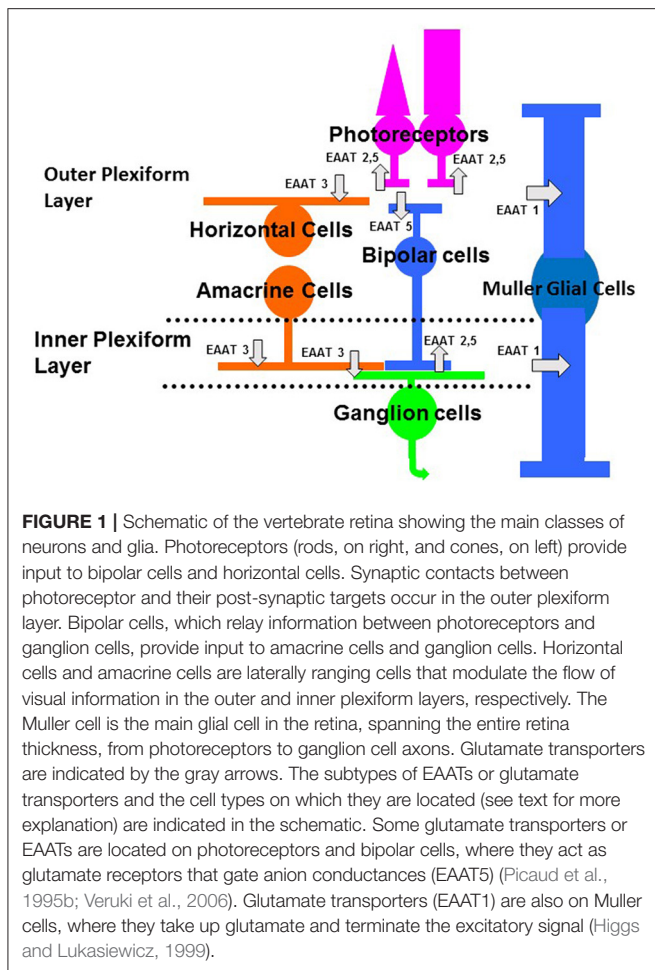 Photoreceptors
EAAT 2,5
EAAT 2,5
Outer Plexiform
Layer
EAAT 3
EAAT 1
EAAT 5
Horizontal Cells
Bipolar cells
Amacrine Cells
Muller Glial Cells
Inner Plexiform
Layer
EAAT 3
EAAT 3
EAAT 2,5
EAAT 1
Ganglion cells
FIGURE 1 | Schematic of the vertebrate retina showing the main classes of
neurons and glia. Photoreceptors (rods, on right, and cones, on left) provide
input to bipolar cells and horizontal cells. Synaptic contacts between
photoreceptor and their post-synaptic targets occur in the outer plexiform
layer. Bipolar cells, which relay information between photoreceptors and
ganglion cells, provide input to amacrine cells and ganglion cells. Horizontal
cells and amacrine cells are laterally ranging cells that modulate the flow of
visual information in the outer and inner plexiform layers, respectively. The
Muller cell is the main glial cell in the retina, spanning the entire retina
thickness, from photoreceptors to ganglion cell axons. Glutamate transporters
are indicated by the gray arrows. The subtypes of EAATs or glutamate
transporters and the cell types on which they are located (see text for more
explanation) are indicated in the schematic. Some glutamate transporters or
EAATs are located on photoreceptors and bipolar cells, where they act as
glutamate receptors that gate anion conductances (EAAT5) (Picaud et al.,
1995b; Veruki et al., 2006). Glutamate transporters (EAAT1) are also on Muller
cells, where they take up glutamate and terminate the excitatory signal (Higgs
and Lukasiewicz, 1999).